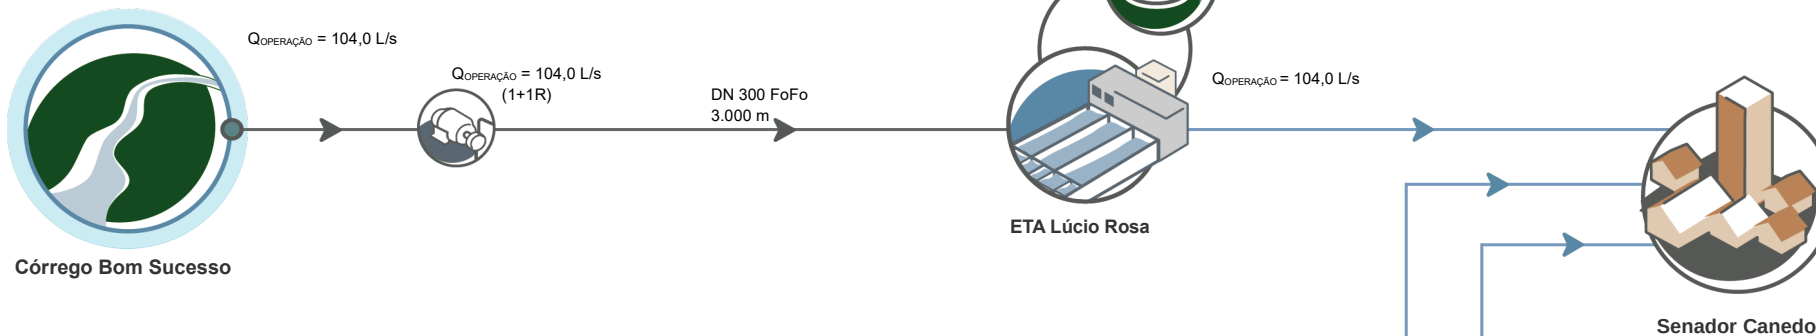 QOPERAÇÃO = 104,0 L/s
QOPERAÇÃO = 104,0 L/s
(1+1R)
DN 300 FoFo
3.000 m
QOPERAÇÃO = 104,0 L/s
ETA Lúcio Rosa
Córrego Bom Sucesso
Senador Canedo